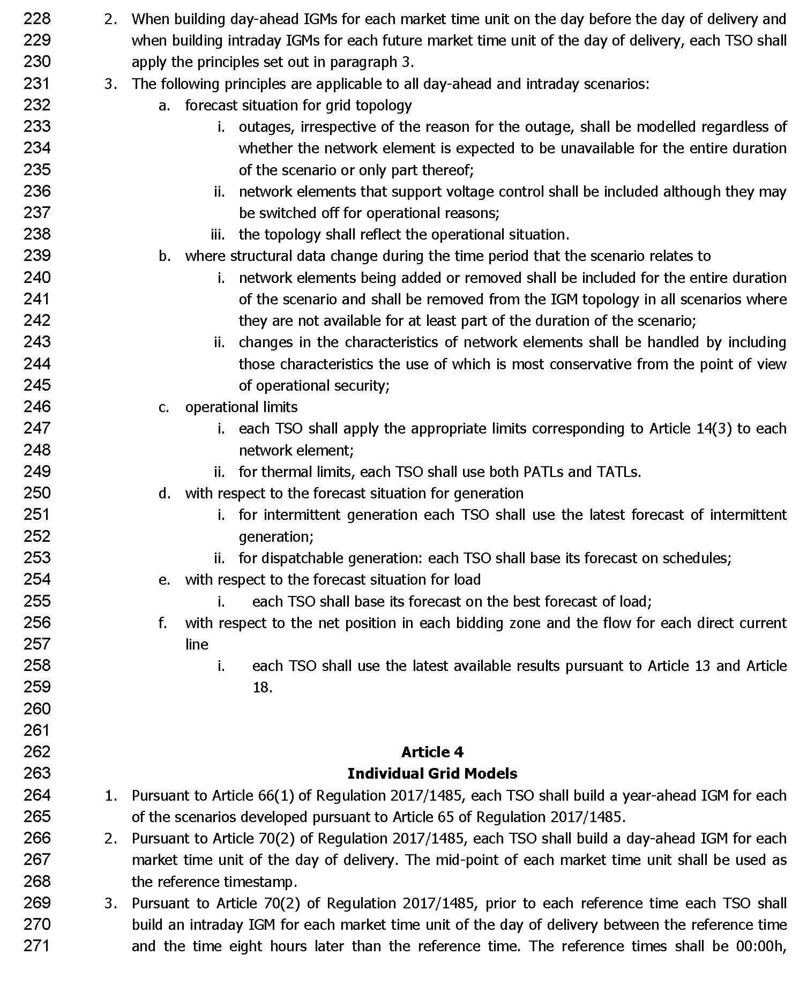 228 2. When building day-ahead IGMs for each market time unit on the day before the day of delivery and
229 when building intraday IGMs for each future market time unit of the day of delivery, each TSO shall
230 apply the principles set out in paragraph 3.
231 3. The following principles are applicable to all day-ahead and intraday scenarios:
232 a. forecast situation for grid topology
233 i. outages, irrespective of the reason for the outage, shall be modelled regardless of
234 whether the network element is expected to be unavailable for the entire duration
235 of the scenario or only part thereof;
236 ii. network elements that support voltage control shall be included although they may
237 be switched off for operational reasons;
238 iii. the topology shall reflect the operational situation.
239 b. where structural data change during the time period that the scenario relates to
240 i. network elements being added or removed shall be included for the entire duration
241 of the scenario and shall be removed from the IGM topology in all scenarios where
242 they are not available for at least part of the duration of the scenario;
243 ii. changes in the characteristics of network elements shall be handled by including
244 those characteristics the use of which is most conservative from the point of view
245 of operational security;
246 c. operational limits
247 i. each TSO shall apply the appropriate limits corresponding to Article 14(3) to each
248 network element;
249 ii. for thermal limits, each TSO shall use both PATLs and TATLs.
250 d. with respect to the forecast situation for generation
251 i. for intermittent generation each TSO shall use the latest forecast of intermittent
252 generation;
253 ii. for dispatchable generation: each TSO shall base its forecast on schedules;
254 e. with respect to the forecast situation for load
255 i. each TSO shall base its forecast on the best forecast of load;
256 f. with respect to the net position in each bidding zone and the flow for each direct current
257 line
258 i. each TSO shall use the latest available results pursuant to Article 13 and Article
259 18.
260
261
262 Article 4
263 Individual Grid Models
264 1. Pursuant to Article 66(1) of Regulation 2017/1485, each TSO shall build a year-ahead IGM for each
265 of the scenarios developed pursuant to Article 65 of Regulation 2017/1485.
266 2. Pursuant to Article 70(2) of Regulation 2017/1485, each TSO shall build a day-ahead IGM for each
267 market time unit of the day of delivery. The mid-point of each market time unit shall be used as
268 the reference timestamp.
269 3. Pursuant to Article 70(2) of Regulation 2017/1485, prior to each reference time each TSO shall
270 build an intraday IGM for each market time unit of the day of delivery between the reference time
271 and the time eight hours later than the reference time. The reference times shall be 00:00h,